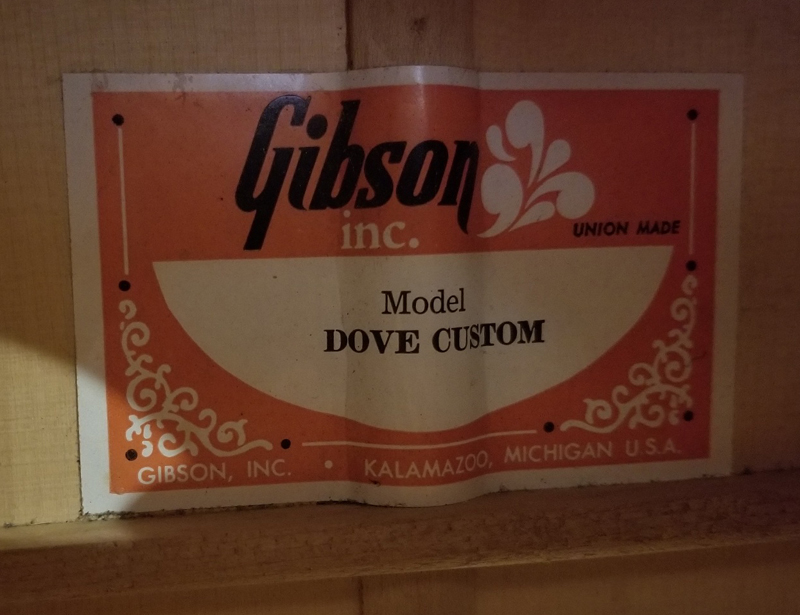 Gibson
inc.
UNION MADE
Model
DOVE CUSTOM
GIBSON, INC. • KALAMAZOO, MICHIGAN U.S.A.